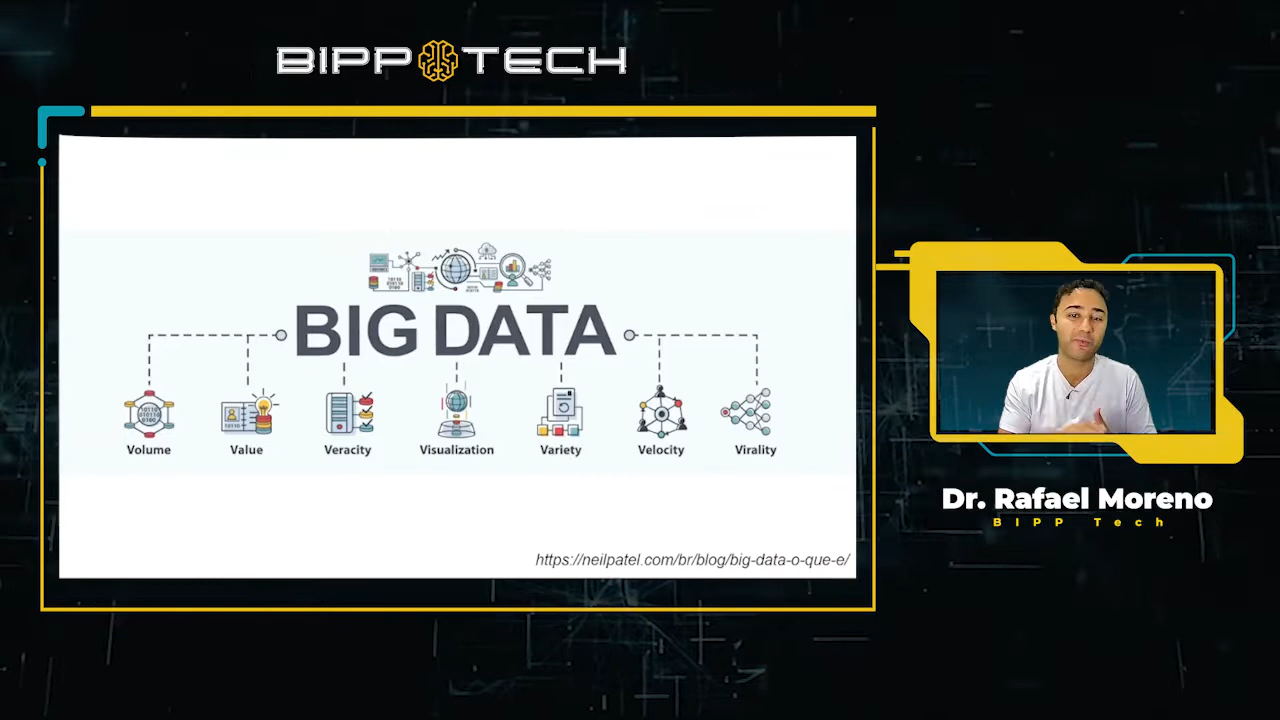 BIPP TECH
BIG DATA
Volume
Value
Veracity
Visualization
Variety
Velocity
Virality
https://neilpatel.com/br/blog/big-data-o-que-e/
Dr. Rafael Moreno
BIPP Tech